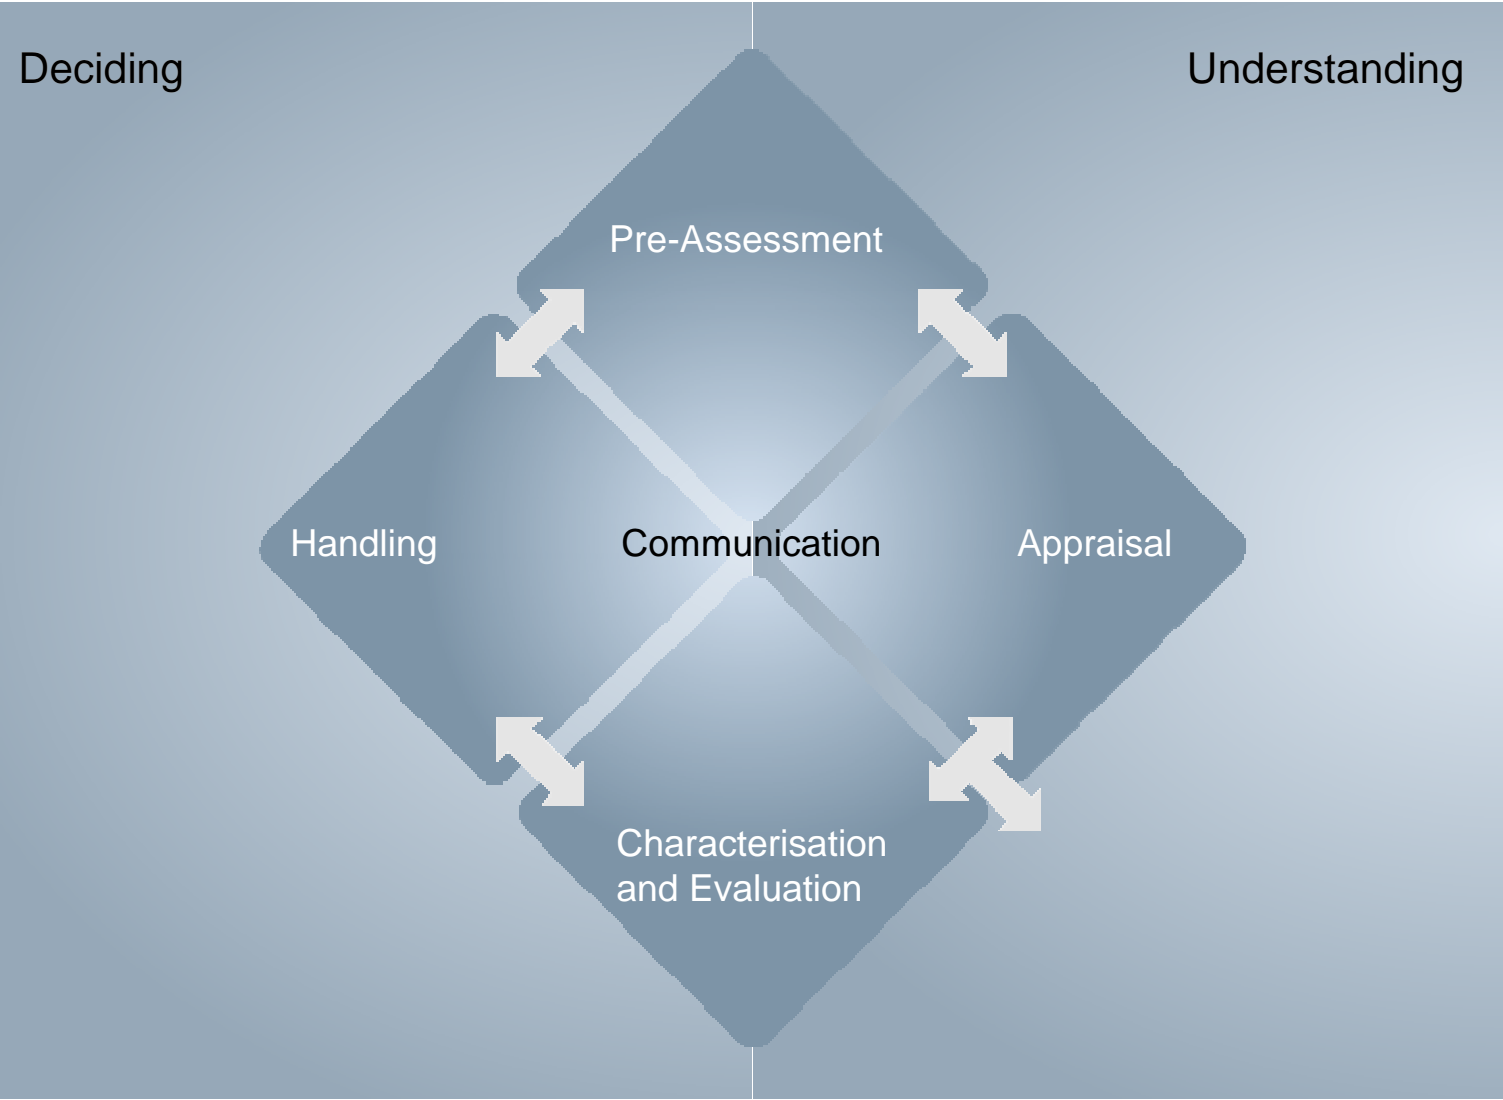 Deciding
Understanding
Pre-Assessment
Handling
Communication
Appraisal
Characterisation
and Evaluation